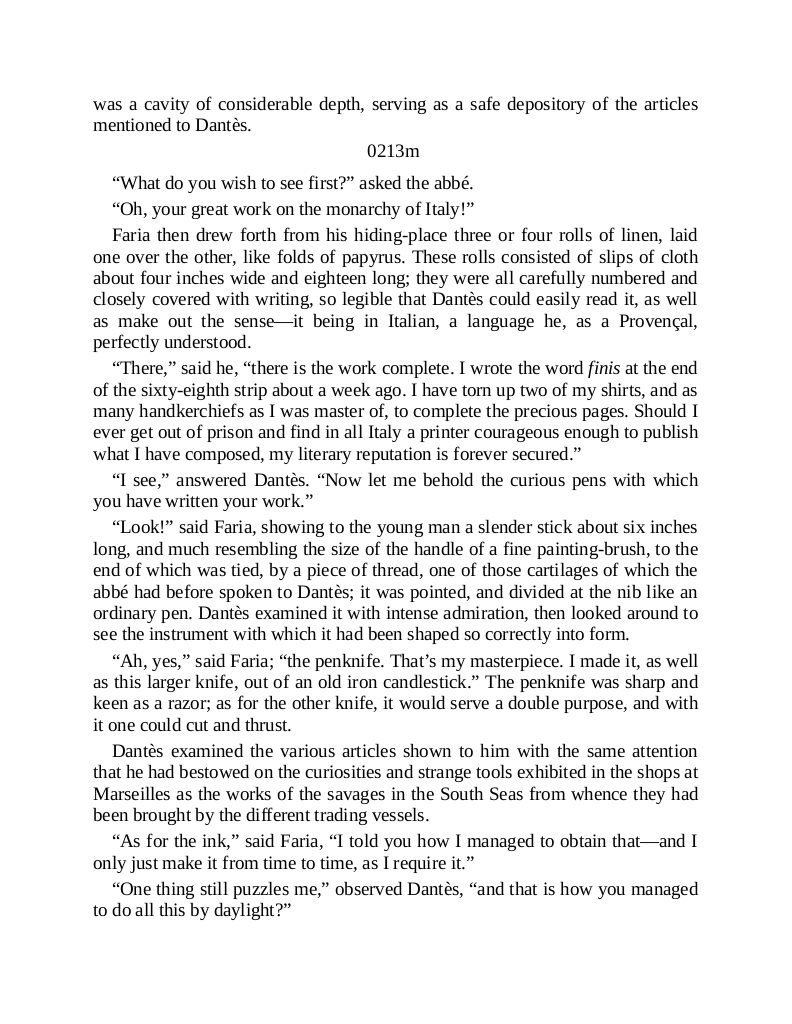 was a cavity of considerable depth, serving as a safe depository of the articles
mentioned to Dantès.
0213m
“What do you wish to see first?” asked the abbé.
“Oh, your great work on the monarchy of Italy!”
Faria then drew forth from his hiding-place three or four rolls of linen, laid
one over the other, like folds of papyrus. These rolls consisted of slips of cloth
about four inches wide and eighteen long; they were all carefully numbered and
closely covered with writing, so legible that Dantès could easily read it, as well
as make out the sense—it being in Italian, a language he, as a Provençal,
perfectly understood.
“There,” said he, “there is the work complete. I wrote the word finis at the end
of the sixty-eighth strip about a week ago. I have torn up two of my shirts, and as
many handkerchiefs as I was master of, to complete the precious pages. Should I
ever get out of prison and find in all Italy a printer courageous enough to publish
what I have composed, my literary reputation is forever secured.”
“I see,” answered Dantès. “Now let me behold the curious pens with which
you have written your work.”
“Look!” said Faria, showing to the young man a slender stick about six inches
long, and much resembling the size of the handle of a fine painting-brush, to the
end of which was tied, by a piece of thread, one of those cartilages of which the
abbé had before spoken to Dantès; it was pointed, and divided at the nib like an
ordinary pen. Dantès examined it with intense admiration, then looked around to
see the instrument with which it had been shaped so correctly into form.
“Ah, yes,” said Faria; “the penknife. That’s my masterpiece. I made it, as well
as this larger knife, out of an old iron candlestick.” The penknife was sharp and
keen as a razor; as for the other knife, it would serve a double purpose, and with
it one could cut and thrust.
Dantès examined the various articles shown to him with the same attention
that he had bestowed on the curiosities and strange tools exhibited in the shops at
Marseilles as the works of the savages in the South Seas from whence they had
been brought by the different trading vessels.
“As for the ink,” said Faria, “I told you how I managed to obtain that—and I
only just make it from time to time, as I require it.”
“One thing still puzzles me,” observed Dantès, “and that is how you managed
to do all this by daylight?”